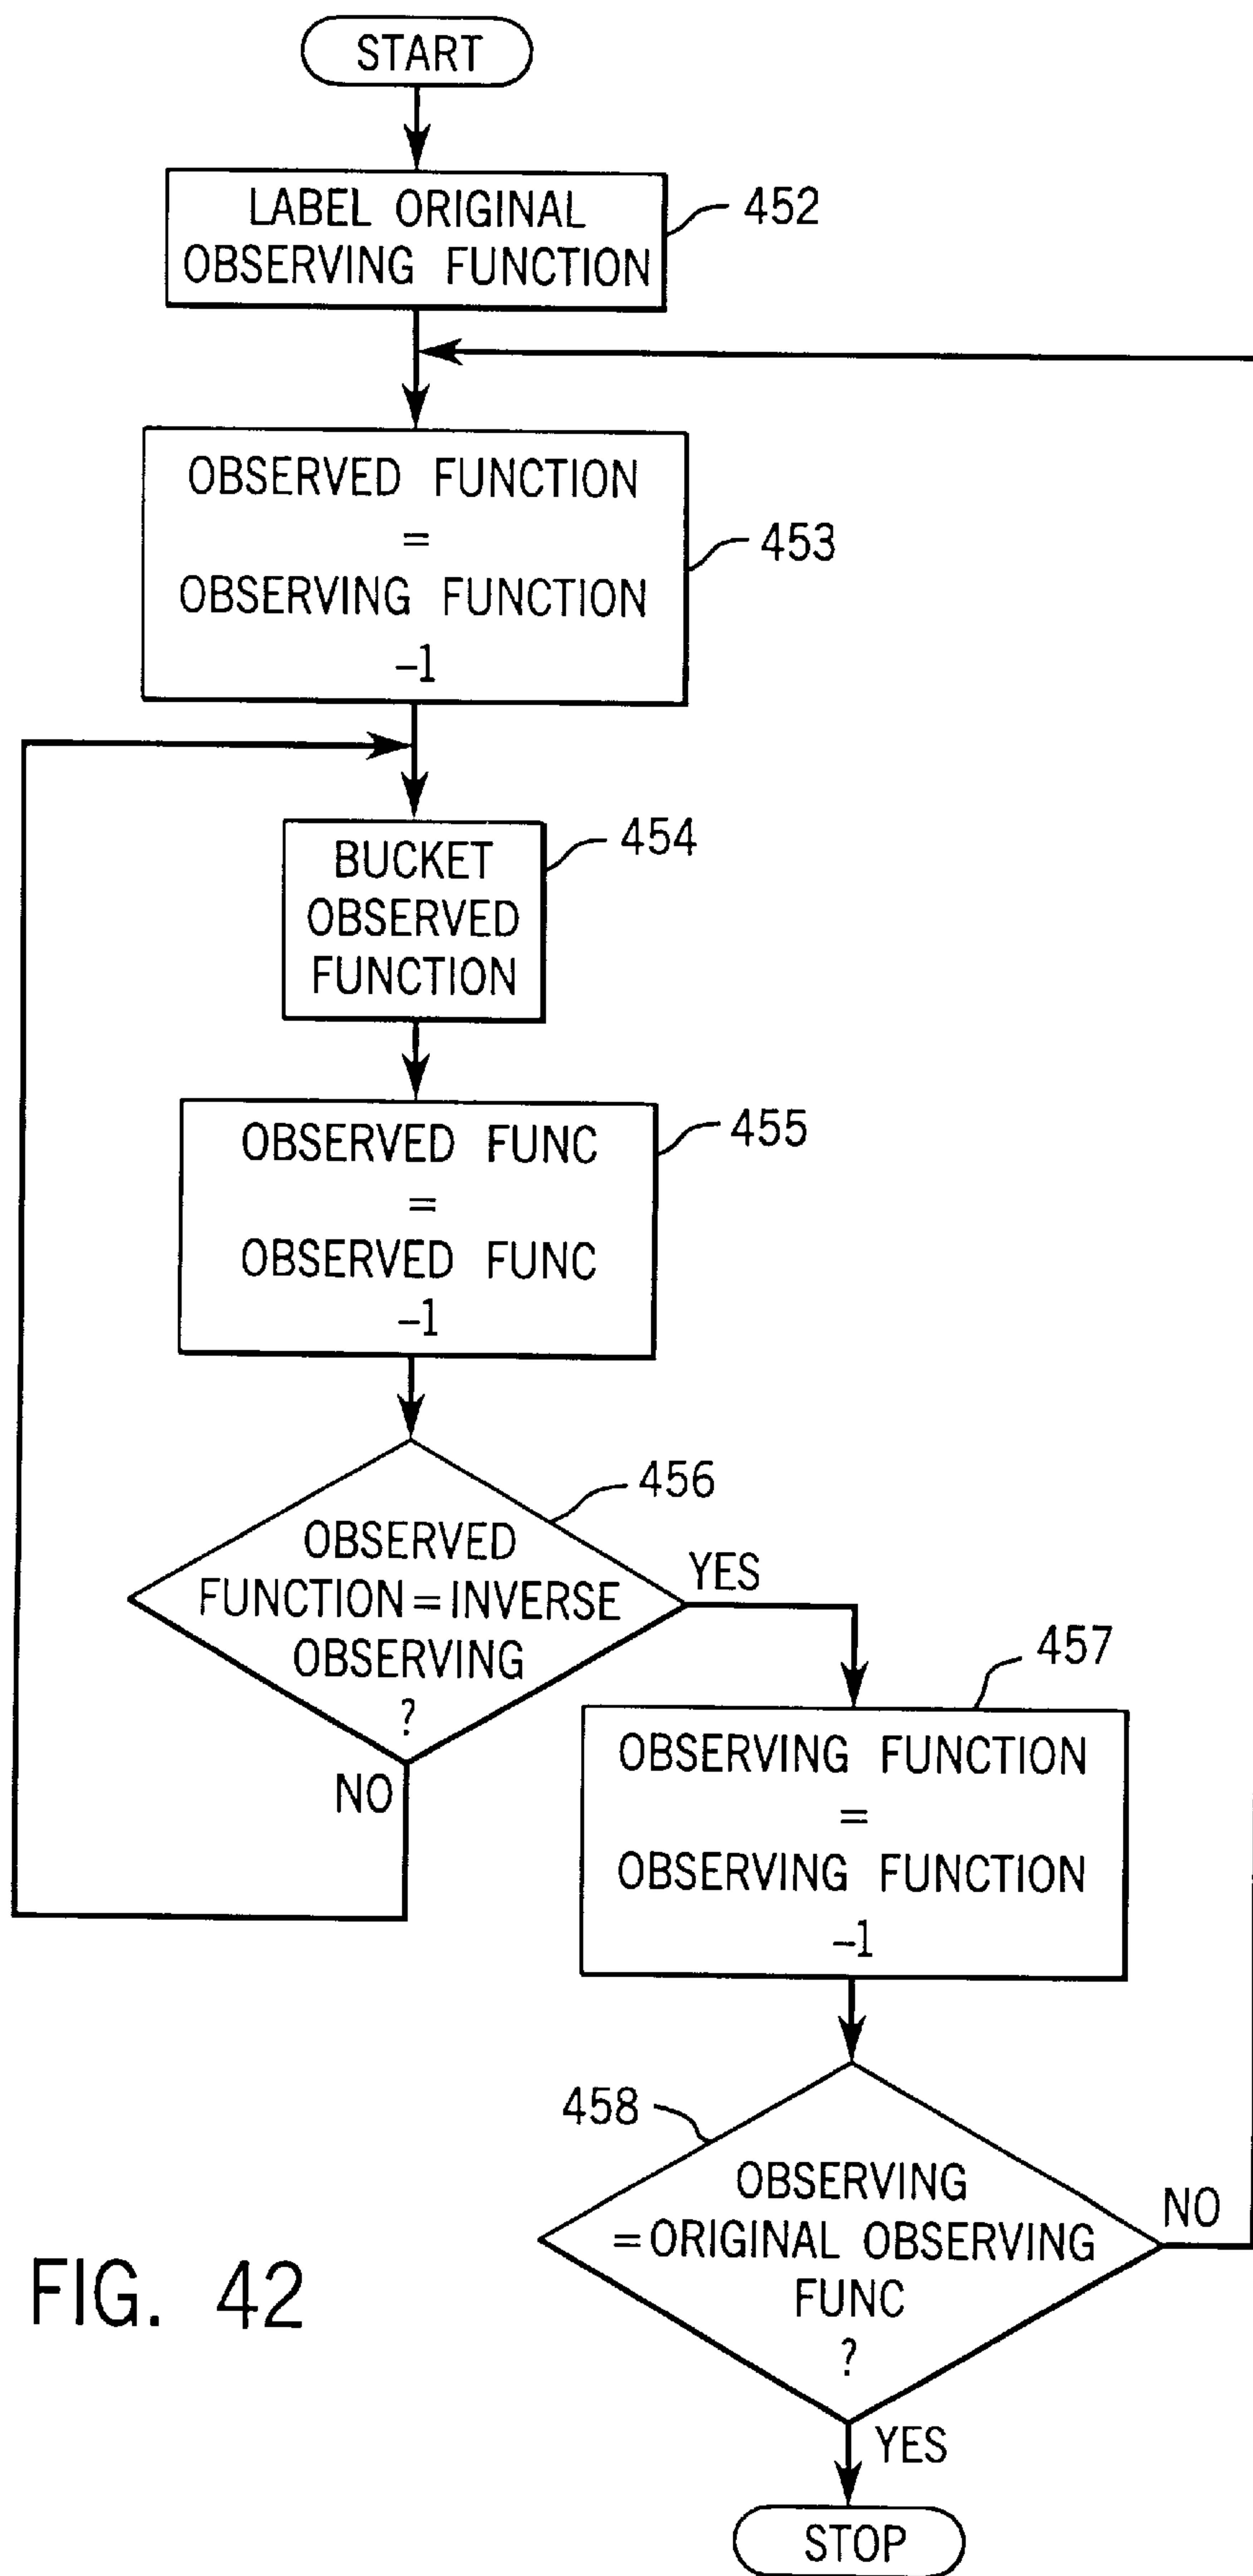 START
LABEL ORIGINAL
OBSERVING FUNCTION
452
OBSERVED FUNCTION
=
OBSERVING FUNCTION
–1
453
BUCKET
OBSERVED
FUNCTION
454
OBSERVED FUNC
=
OBSERVED FUNC
–1
455
OBSERVED
FUNCTION = INVERSE
OBSERVING
?
456
YES
NO
457
OBSERVING FUNCTION
=
OBSERVING FUNCTION
–1
458
OBSERVING
= ORIGINAL OBSERVING
FUNC
?
NO
YES
STOP
FIG. 42